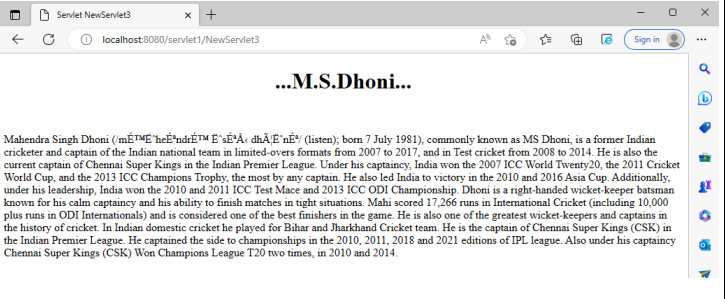 Servlet NewServlet3
localhost:8080/servlet1/NewServlet3
Sign in
...M.S.Dhoni...
Mahendra Singh Dhoni (/mÉ™ËˆheÉªndrÉ™ ËˆsÉªÅ‹ dhÃ¦ËˆnÉª/ (listen); born 7 July 1981), commonly known as MS Dhoni, is a former Indian
cricketer and captain of the Indian national team in limited-overs formats from 2007 to 2017, and in Test cricket from 2008 to 2014. He is also the
current captain of Chennai Super Kings in the Indian Premier League. Under his captaincy, India won the 2007 ICC World Twenty20, the 2011 Cricket
World Cup, and the 2013 ICC Champions Trophy, the most by any captain. He also led India to victory in the 2010 and 2016 Asia Cup. Additionally,
under his leadership, India won the 2010 and 2011 ICC Test Mace and 2013 ICC ODI Championship. Dhoni is a right-handed wicket-keeper batsman
known for his calm captaincy and his ability to finish matches in tight situations. Mahi scored 17,266 runs in International Cricket (including 10,000
plus runs in ODI Internationals) and is considered one of the best finishers in the game. He is also one of the greatest wicket-keepers and captains in
the history of cricket. In Indian domestic cricket he played for Bihar and Jharkhand Cricket team. He is the captain of Chennai Super Kings (CSK) in
the Indian Premier League. He captained the side to championships in the 2010, 2011, 2018 and 2021 editions of IPL league. Also under his captaincy
Chennai Super Kings (CSK) Won Champions League T20 two times, in 2010 and 2014.